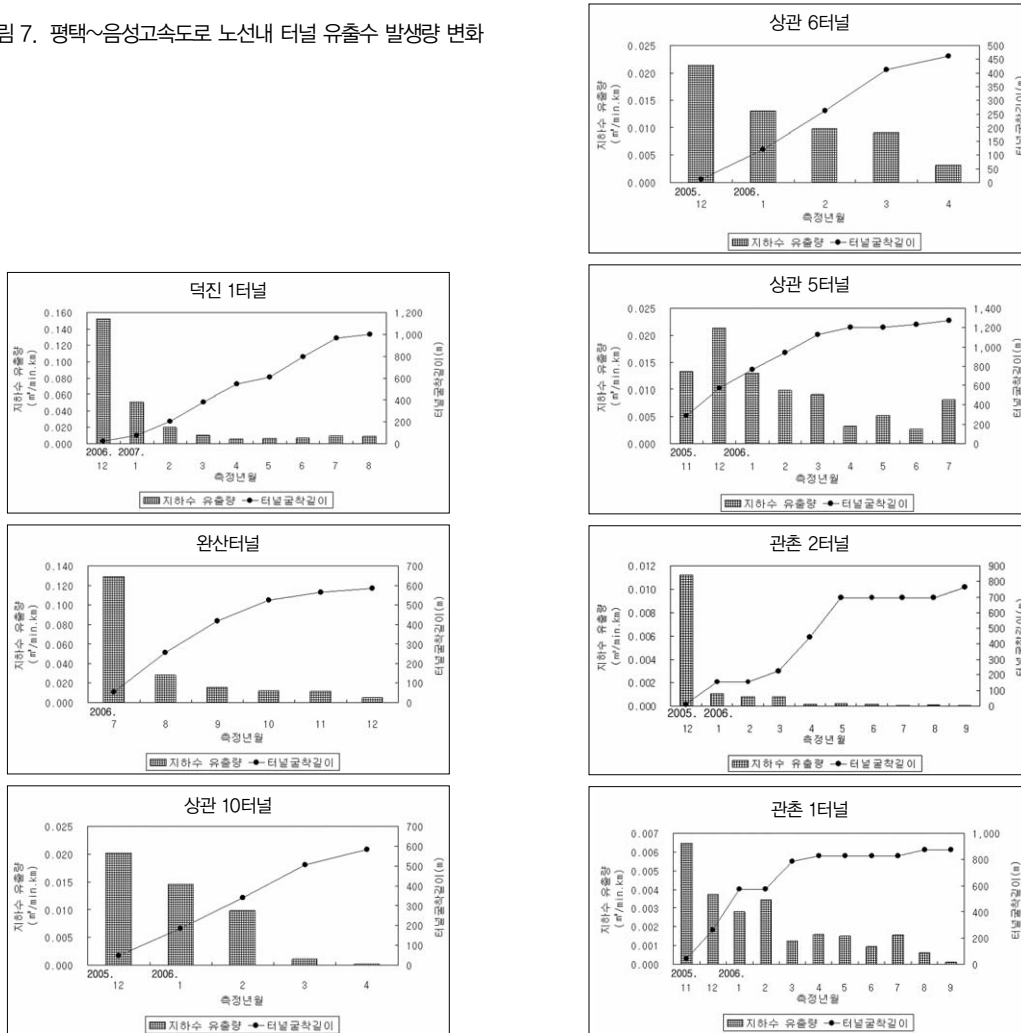 림 7. 평택~음성고속도로 노선내 터널 유출수 발생량 변화
덕진 1터널
지하수 유출량
(㎥/min.km)
0.160
0.140
0.120
0.100
0.080
0.060
0.040
0.020
0.000
1,200
1,000
800
600
400
200
0
터널굴착길이(m)
2006. 2007.
12 1 2 3 4 5 6 7 8
측정년월
지하수 유출량 터널굴착길이
완산터널
지하수 유출량
(㎥/min.km)
0.140
0.120
0.100
0.080
0.060
0.040
0.020
0.000
700
600
500
400
300
200
100
0
터널굴착길이(m)
2006.
7 8 9 10 11 12
측정년월
지하수 유출량 터널굴착길이
상관 10터널
지하수 유출량
(㎥/min.km)
0.025
0.020
0.015
0.010
0.005
0.000
700
600
500
400
300
200
100
0
터널굴착길이(m)
2005. 2006.
12 1 2 3 4
측정년월
지하수 유출량 터널굴착길이
상관 6터널
지하수 유출량
(㎥/min.km)
0.025
0.020
0.015
0.010
0.005
0.000
500
450
400
350
300
250
200
150
100
50
0
터널굴착길이(m)
2005. 2006.
12 1 2 3 4
측정년월
지하수 유출량 터널굴착길이
상관 5터널
지하수 유출량
(㎥/min.km)
0.025
0.020
0.015
0.010
0.005
0.000
1,400
1,200
1,000
800
600
400
200
0
터널굴착길이(m)
2005. 2006.
11 12 1 2 3 4 5 6 7
측정년월
지하수 유출량 터널굴착길이
관촌 2터널
지하수 유출량
(㎥/min.km)
0.012
0.010
0.008
0.006
0.004
0.002
0.000
900
800
700
600
500
400
300
200
100
0
터널굴착길이(m)
2005. 2006.
12 1 2 3 4 5 6 7 8 9
측정년월
지하수 유출량 터널굴착길이
관촌 1터널
지하수 유출량
(㎥/min.km)
0.007
0.006
0.005
0.004
0.003
0.002
0.001
0.000
1,000
800
600
400
200
0
터널굴착길이(m)
2005. 2006.
11 12 1 2 3 4 5 6 7 8 9
측정년월
지하수 유출량 터널굴착길이